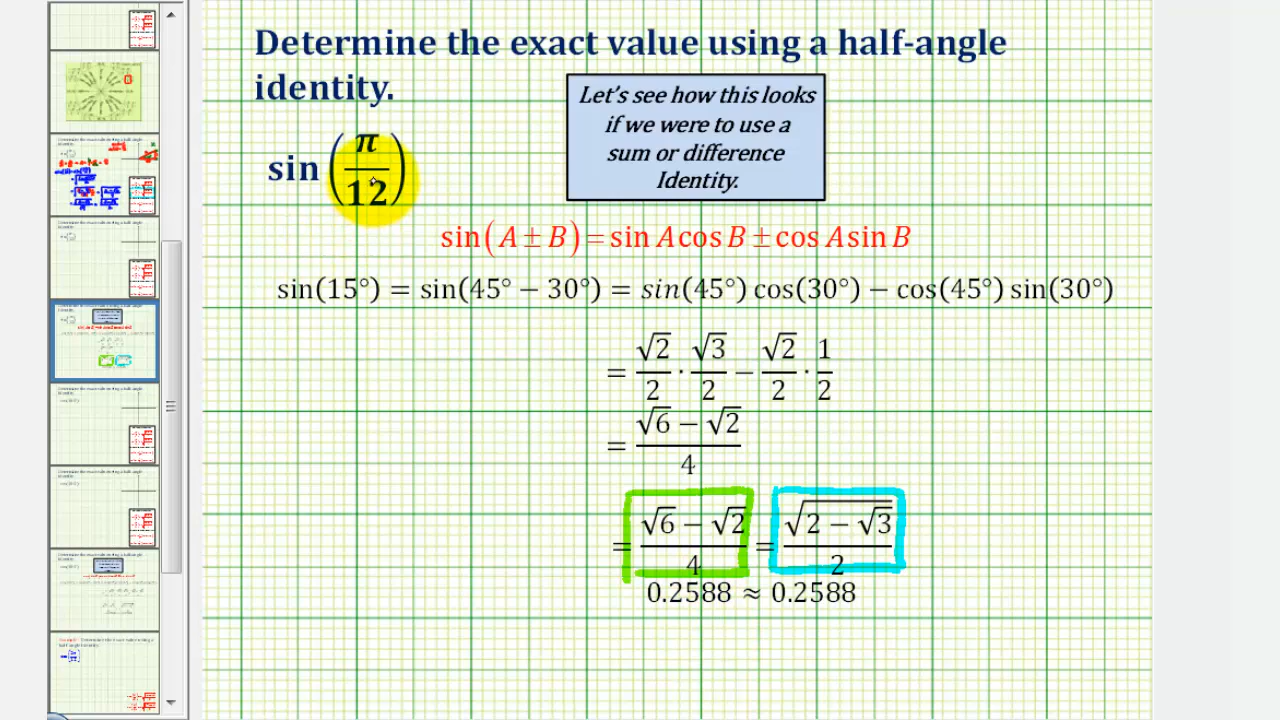 Determine the exact value using a half-angle
identity.
Let's see how this looks
if we were to use a
sum or difference
Identity.
sin(π/12)
sin(A ± B) = sin A cos B ± cos A sin B
sin(15°) = sin(45° − 30°) = sin(45°) cos(30°) − cos(45°) sin(30°)
= √2/2 · √3/2 − √2/2 · 1/2
= (√6 − √2)/4
= (√6 − √2)/4 = √(2 − √3)/2
0.2588 ≈ 0.2588